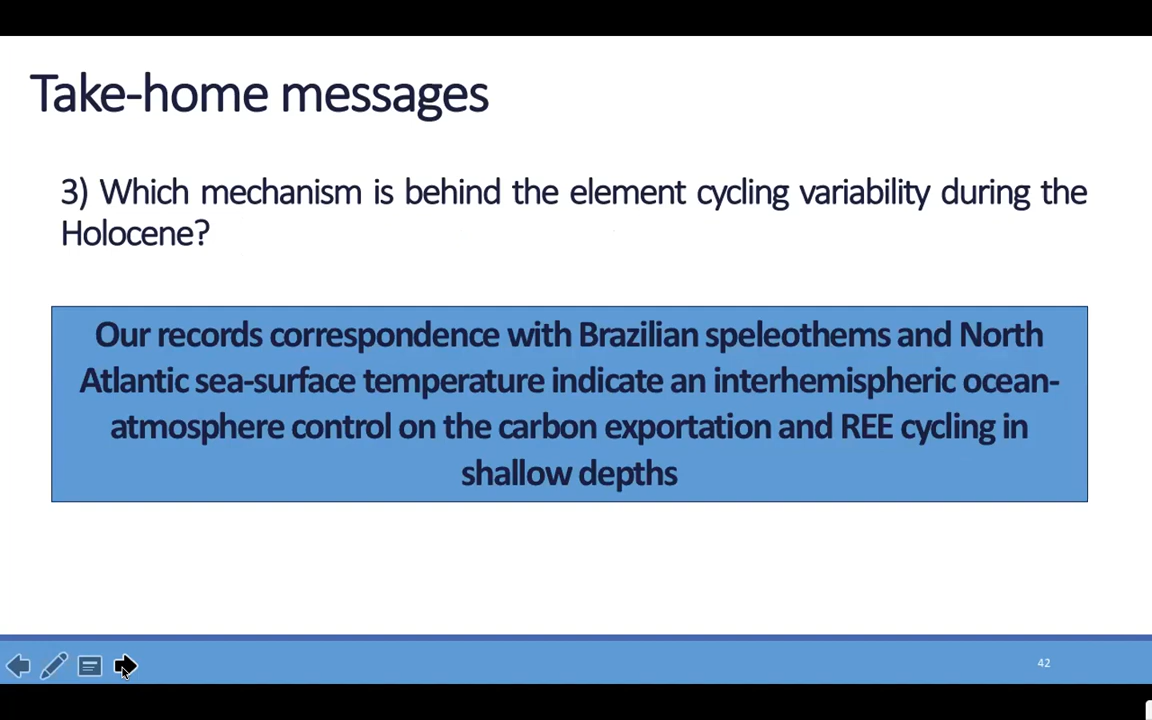 Take-home messages
3) Which mechanism is behind the element cycling variability during the
Holocene?
Our records correspondence with Brazilian speleothems and North
Atlantic sea-surface temperature indicate an interhemispheric ocean-
atmosphere control on the carbon exportation and REE cycling in
shallow depths
42